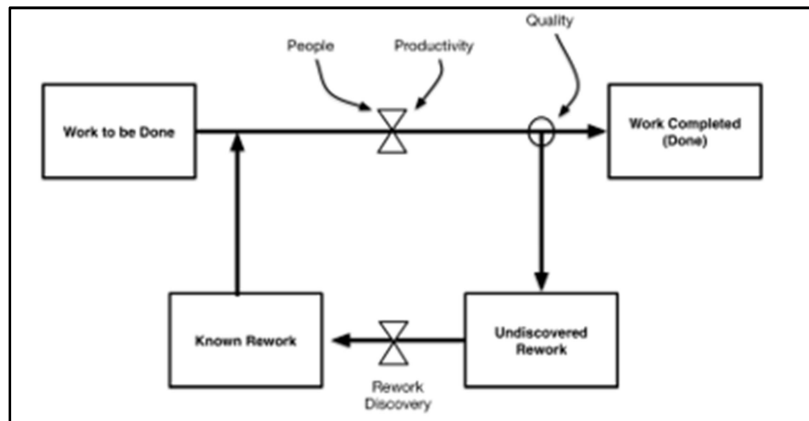 Quality
People
Productivity
Work to be Done
Work Completed
(Done)
Known Rework
Undiscovered
Rework
Rework
Discovery